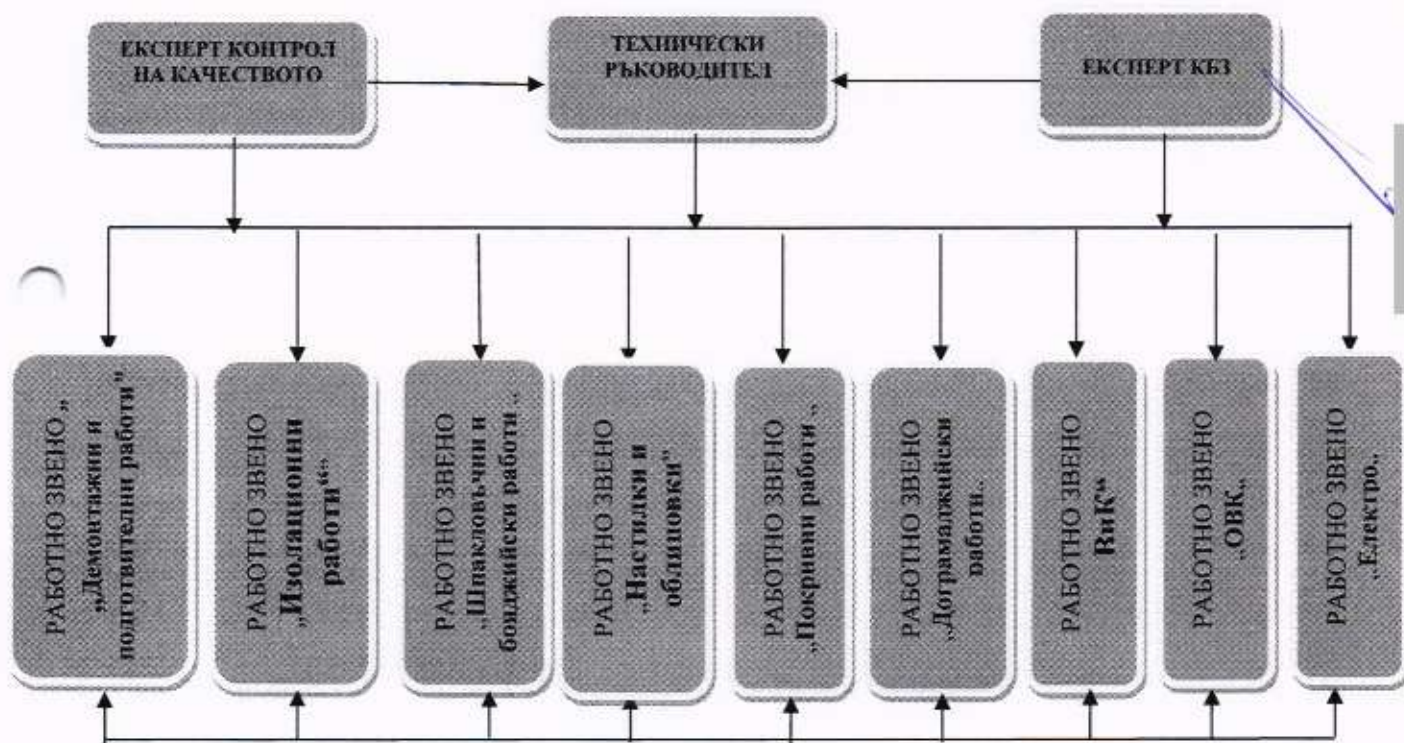 ЕКСПЕРТ КОНТРОЛ
НА КАЧЕСТВОТО
ТЕХНИЧЕСКИ
РЪКОВОДИТЕЛ
ЕКСПЕРТ КБЗ
РАБОТНО ЗВЕНО „
„Демонтажни и
подготвителни работи”
РАБОТНО ЗВЕНО
„Изолационни
работи“
РАБОТНО ЗВЕНО
„Шпакловъчни и
бояджийски работи „
РАБОТНО ЗВЕНО
„Настилки и
облицовки”
РАБОТНО ЗВЕНО
„Покривни работи „
РАБОТНО ЗВЕНО
„Дограмаджийски
работи„
РАБОТНО ЗВЕНО
ВиК“
РАБОТНО ЗВЕНО
„ОВК„
РАБОТНО ЗВЕНО
„Електро„